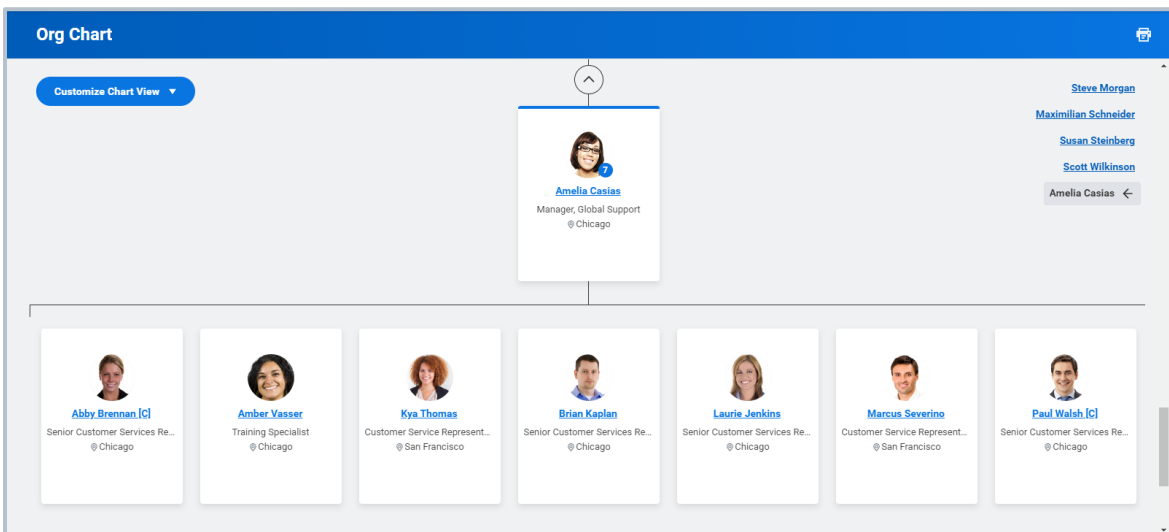 Org Chart
Customize Chart View
Steve Morgan
Maximilian Schneider
Susan Steinberg
Scott Wilkinson
Amelia Casias
7
Amelia Casias
Manager, Global Support
Chicago
Abby Brennan [C]
Senior Customer Services Re...
Chicago
Amber Vasser
Training Specialist
Chicago
Kya Thomas
Customer Service Represent...
San Francisco
Brian Kaplan
Senior Customer Services Re...
Chicago
Laurie Jenkins
Senior Customer Services Re...
Chicago
Marcus Severino
Customer Service Represent...
San Francisco
Paul Walsh [C]
Senior Customer Services Re...
Chicago